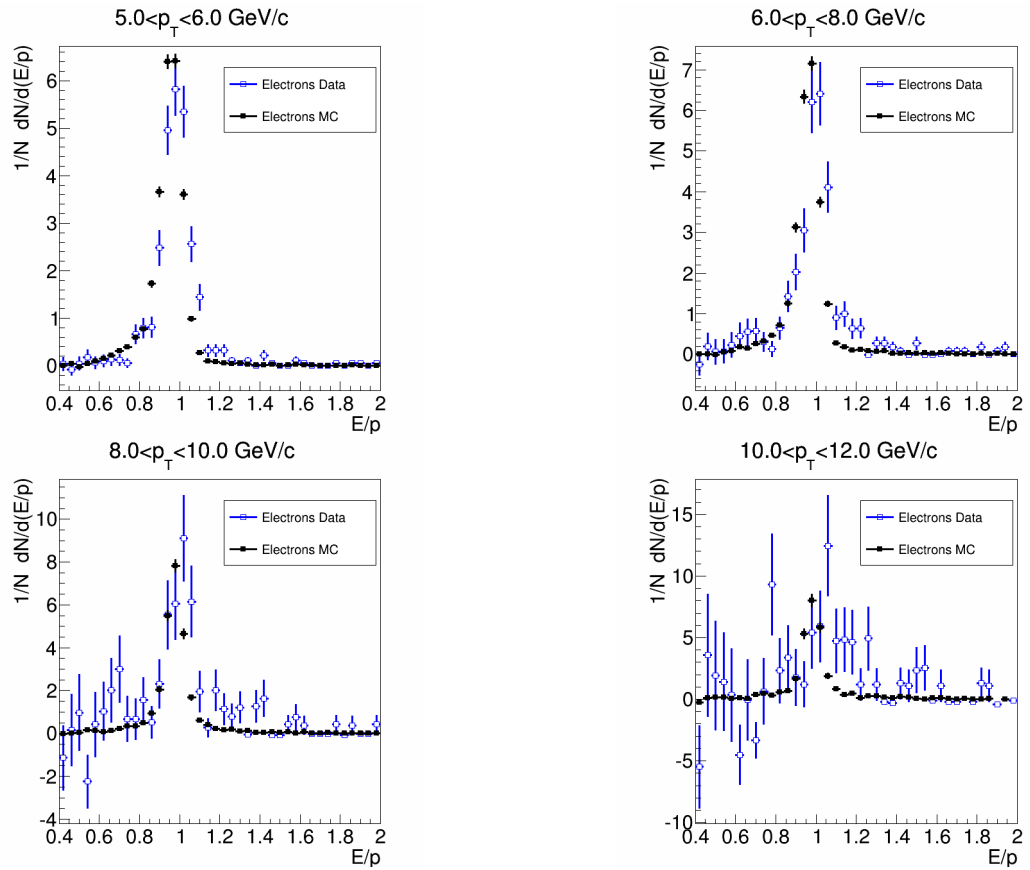 5.0<p_T<6.0 GeV/c
1/N dN/d(E/p)
6
5
4
3
2
1
0
Electrons Data
Electrons MC
0.4 0.6 0.8 1 1.2 1.4 1.6 1.8 2
E/p
6.0<p_T<8.0 GeV/c
1/N dN/d(E/p)
7
6
5
4
3
2
1
0
Electrons Data
Electrons MC
0.4 0.6 0.8 1 1.2 1.4 1.6 1.8 2
E/p
8.0<p_T<10.0 GeV/c
1/N dN/d(E/p)
10
8
6
4
2
0
-2
-4
Electrons Data
Electrons MC
0.4 0.6 0.8 1 1.2 1.4 1.6 1.8 2
E/p
10.0<p_T<12.0 GeV/c
1/N dN/d(E/p)
15
10
5
0
-5
-10
Electrons Data
Electrons MC
0.4 0.6 0.8 1 1.2 1.4 1.6 1.8 2
E/p